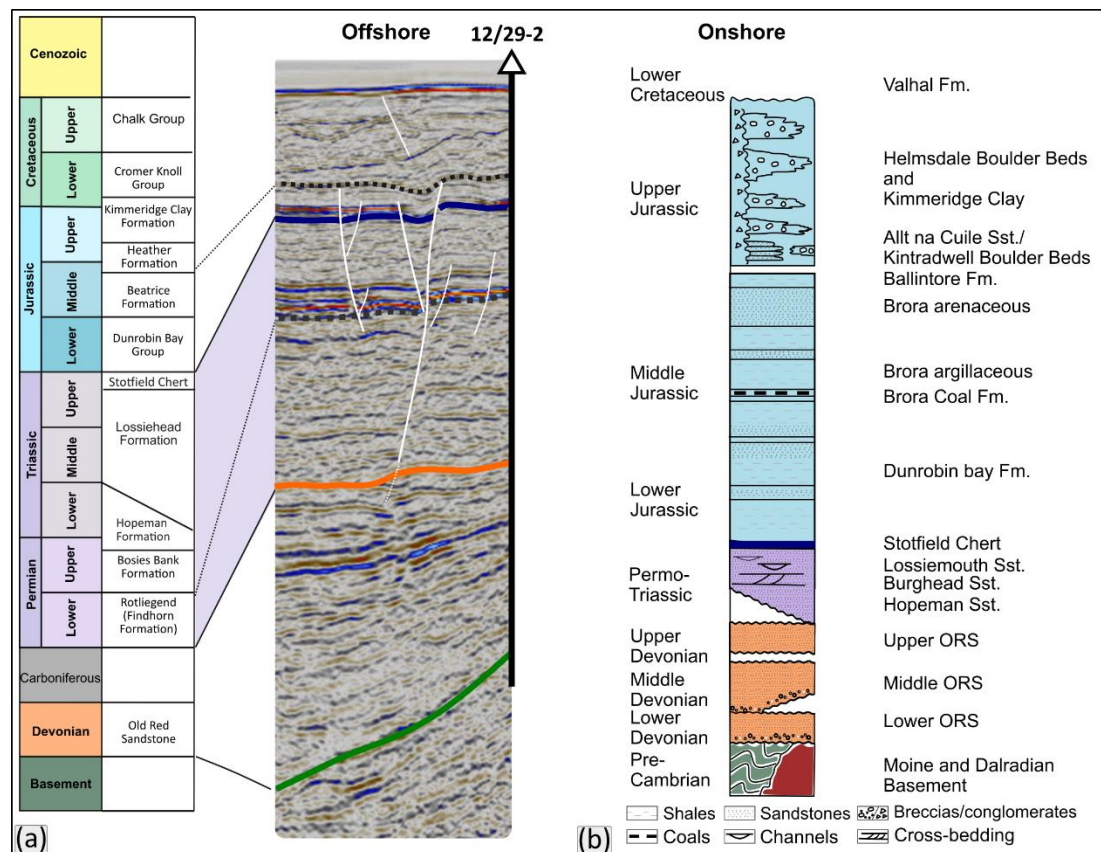 Offshore
12/29-2
Cenozoic
Cretaceous
Upper
Chalk Group
Lower
Cromer Knoll
Group
Jurassic
Upper
Kimmeridge Clay
Formation
Heather
Formation
Middle
Beatrice
Formation
Lower
Dunrobin Bay
Group
Triassic
Upper
Stotfield Chert
Lossiehead
Formation
Middle
Lower
Hopeman
Formation
Permian
Upper
Bosies Bank
Formation
Lower
Rotliegend
(Findhorn
Formation)
Carboniferous
Devonian
Old Red
Sandstone
Basement
(a)
Onshore
Lower
Cretaceous
Valhal Fm.
Upper
Jurassic
Helmsdale Boulder Beds
and
Kimmeridge Clay
Allt na Cuile Sst./
Kintradwell Boulder Beds
Ballintore Fm.
Brora arenaceous
Middle
Jurassic
Brora argillaceous
Brora Coal Fm.
Dunrobin bay Fm.
Lower
Jurassic
Stotfield Chert
Permo-
Triassic
Lossiemouth Sst.
Burghead Sst.
Hopeman Sst.
Upper
Devonian
Upper ORS
Middle
Devonian
Middle ORS
Lower
Devonian
Lower ORS
Pre-
Cambrian
Moine and Dalradian
Basement
Shales
Sandstones
Breccias/conglomerates
Coals
Channels
Cross-bedding
(b)